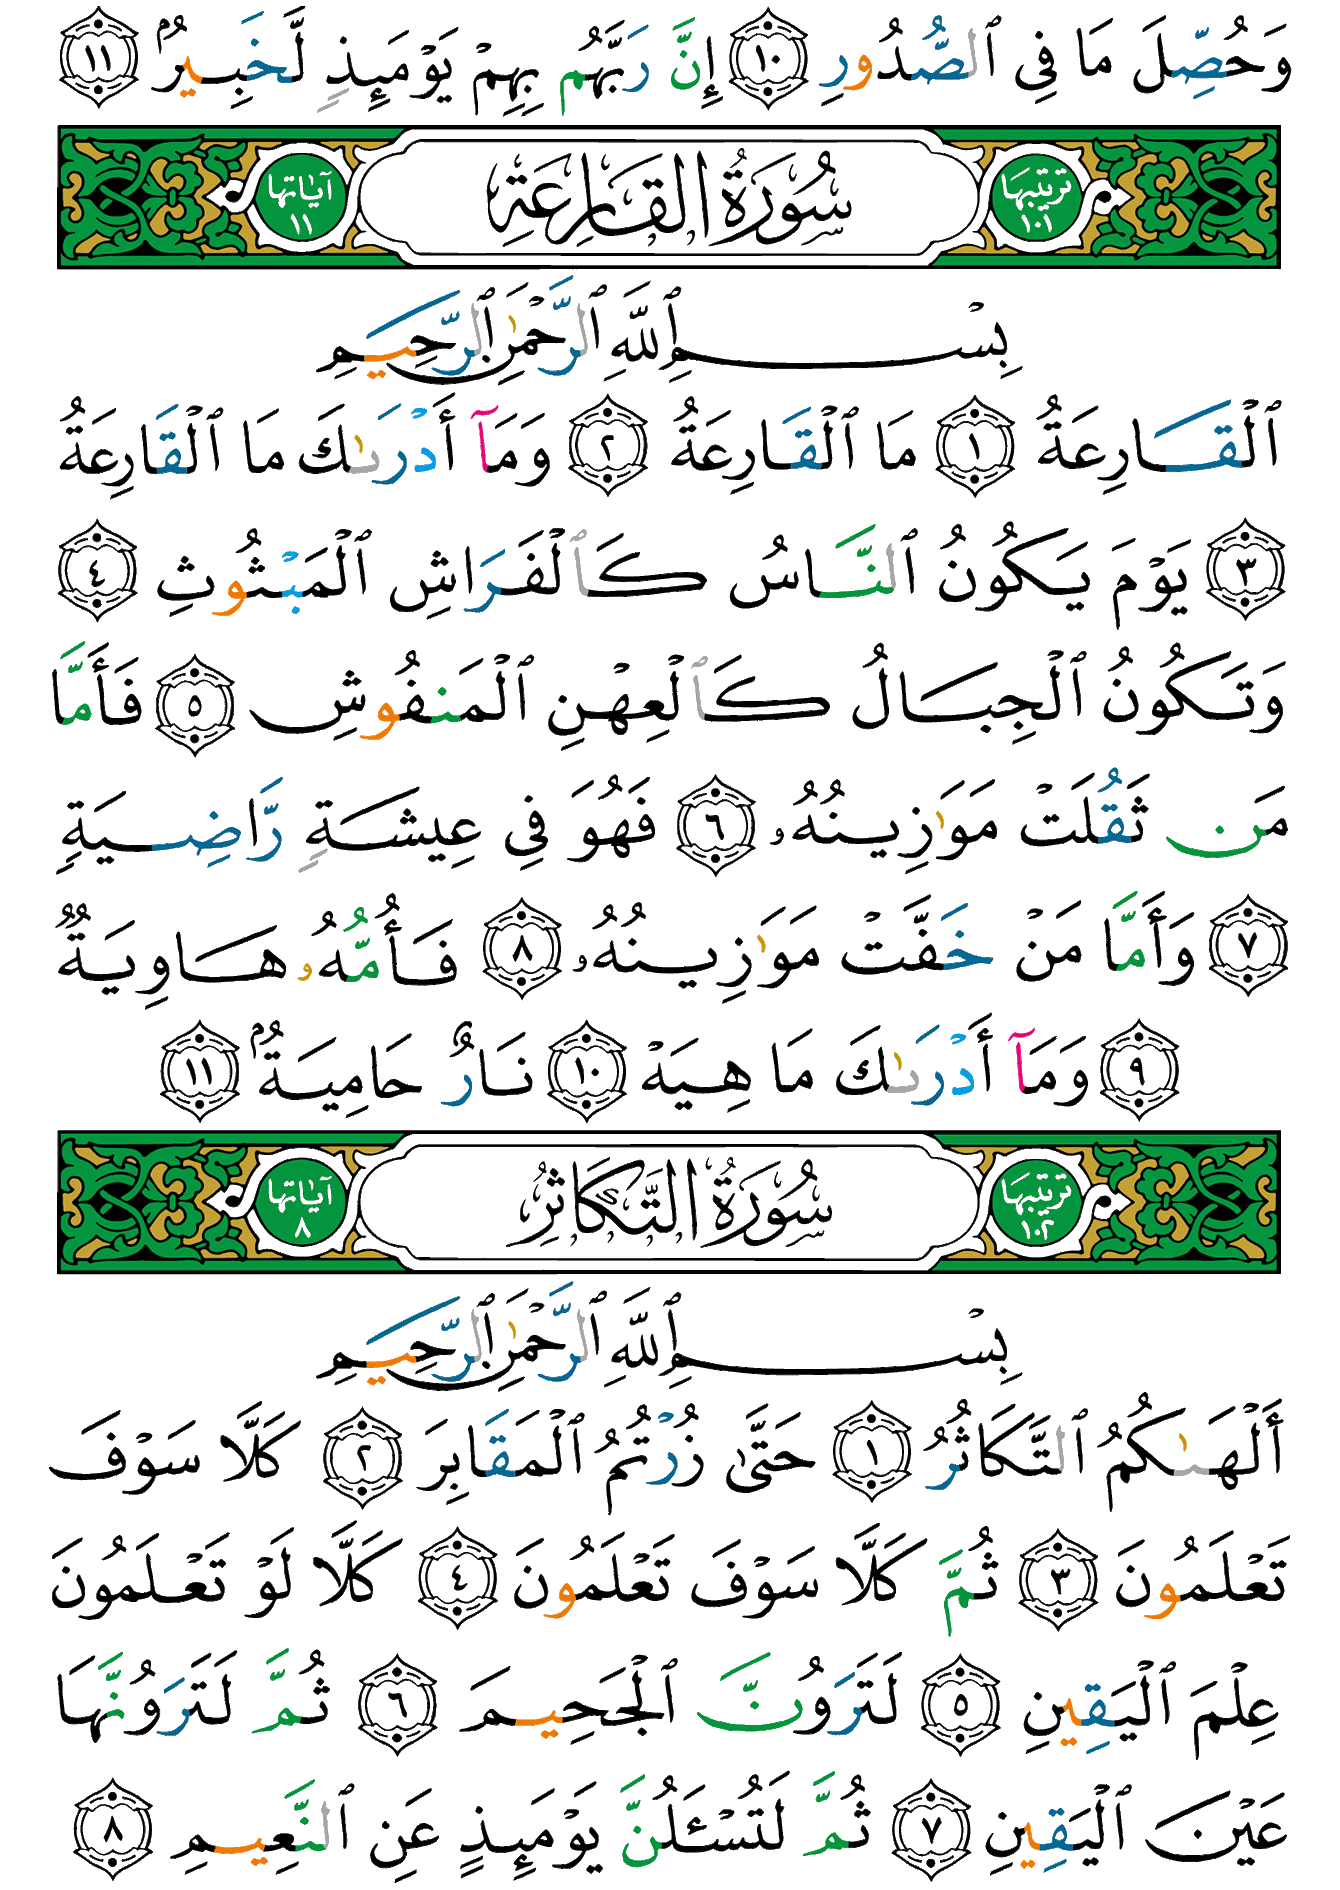 وَحُصِّلَ مَا فِى ٱلصُّدُورِ ١٠ إِنَّ رَبَّهُم بِهِمْ يَوْمَئِذٍ لَّخَبِيرٌۢ ١١
ترتيبها ١٠١ سُورَةُ القَارِعَةِ آياتها ١١
بِسْمِ ٱللَّهِ ٱلرَّحْمَٰنِ ٱلرَّحِيمِ
ٱلْقَارِعَةُ ١ مَا ٱلْقَارِعَةُ ٢ وَمَآ أَدْرَىٰكَ مَا ٱلْقَارِعَةُ
٣ يَوْمَ يَكُونُ ٱلنَّاسُ كَٱلْفَرَاشِ ٱلْمَبْثُوثِ ٤
وَتَكُونُ ٱلْجِبَالُ كَٱلْعِهْنِ ٱلْمَنفُوشِ ٥ فَأَمَّا
مَن ثَقُلَتْ مَوَٰزِينُهُۥ ٦ فَهُوَ فِى عِيشَةٍ رَّاضِيَةٍ
٧ وَأَمَّا مَنْ خَفَّتْ مَوَٰزِينُهُۥ ٨ فَأُمُّهُۥ هَاوِيَةٌ
٩ وَمَآ أَدْرَىٰكَ مَا هِيَهْ ١٠ نَارٌ حَامِيَةٌۢ ١١
ترتيبها ١٠٢ سُورَةُ التَّكَاثُرِ آياتها ٨
بِسْمِ ٱللَّهِ ٱلرَّحْمَٰنِ ٱلرَّحِيمِ
أَلْهَىٰكُمُ ٱلتَّكَاثُرُ ١ حَتَّىٰ زُرْتُمُ ٱلْمَقَابِرَ ٢ كَلَّا سَوْفَ
تَعْلَمُونَ ٣ ثُمَّ كَلَّا سَوْفَ تَعْلَمُونَ ٤ كَلَّا لَوْ تَعْلَمُونَ
عِلْمَ ٱلْيَقِينِ ٥ لَتَرَوُنَّ ٱلْجَحِيمَ ٦ ثُمَّ لَتَرَوُنَّهَا
عَيْنَ ٱلْيَقِينِ ٧ ثُمَّ لَتُسْـَٔلُنَّ يَوْمَئِذٍ عَنِ ٱلنَّعِيمِ ٨